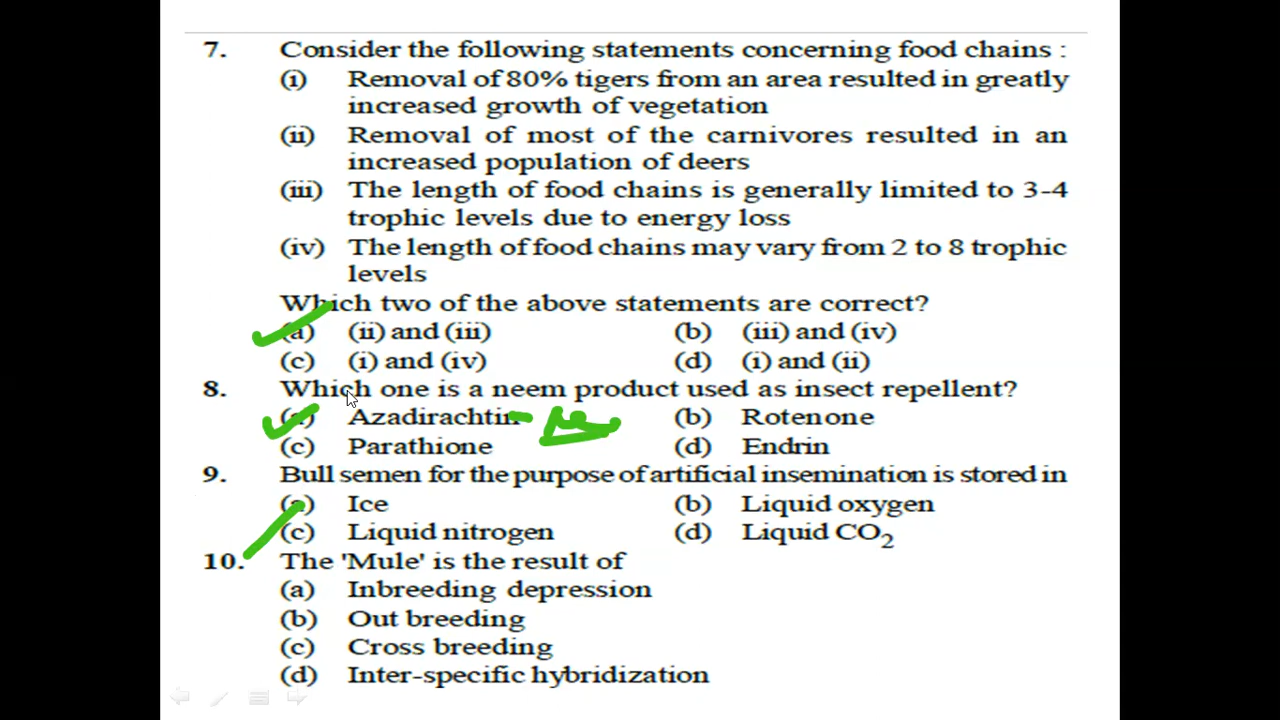 7. Consider the following statements concerning food chains :
(i) Removal of 80% tigers from an area resulted in greatly
increased growth of vegetation
(ii) Removal of most of the carnivores resulted in an
increased population of deers
(iii) The length of food chains is generally limited to 3-4
trophic levels due to energy loss
(iv) The length of food chains may vary from 2 to 8 trophic
levels
Which two of the above statements are correct?
(a) (ii) and (iii) (b) (iii) and (iv)
(c) (i) and (iv) (d) (i) and (ii)
8. Which one is a neem product used as insect repellent?
(a) Azadirachtin (b) Rotenone
(c) Parathione (d) Endrin
9. Bull semen for the purpose of artificial insemination is stored in
(a) Ice (b) Liquid oxygen
(c) Liquid nitrogen (d) Liquid CO2
10. The 'Mule' is the result of
(a) Inbreeding depression
(b) Out breeding
(c) Cross breeding
(d) Inter-specific hybridization